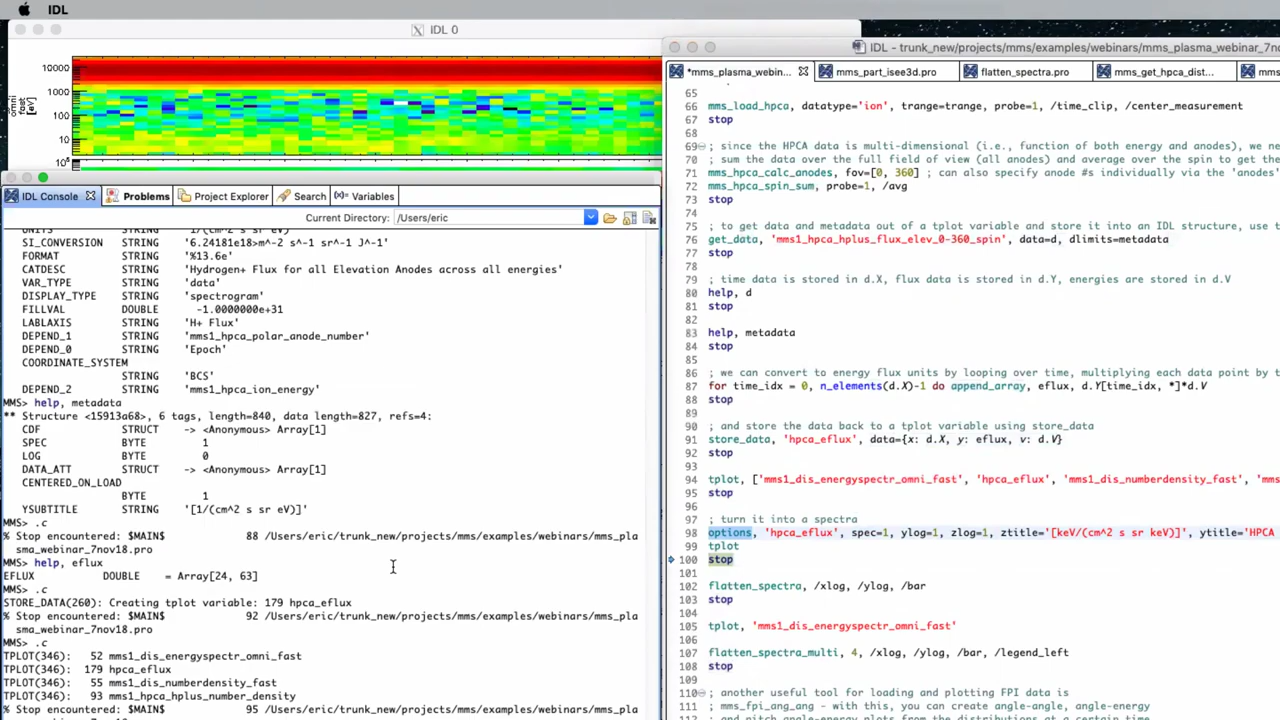 IDL
IDL 0
10000
1000
100
10
omni
fast
[eV]
IDL Console
Problems
Project Explorer
Search
(x)= Variables
Current Directory: /Users/eric
SI_CONVERSION STRING '6.24181e18>m^-2 s^-1 sr^-1 J^-1'
FORMAT STRING '%13.6e'
CATDESC STRING 'Hydrogen+ Flux for all Elevation Anodes across all energies'
VAR_TYPE STRING 'data'
DISPLAY_TYPE STRING 'spectrogram'
FILLVAL DOUBLE -1.0000000e+31
LABLAXIS STRING 'H+ Flux'
DEPEND_1 STRING 'mms1_hpca_polar_anode_number'
DEPEND_0 STRING 'Epoch'
COORDINATE_SYSTEM
STRING 'BCS'
DEPEND_2 STRING 'mms1_hpca_ion_energy'
MMS> help, metadata
** Structure <15913a68>, 6 tags, length=840, data length=827, refs=4:
CDF STRUCT -> <Anonymous> Array[1]
SPEC BYTE 1
LOG BYTE 0
DATA_ATT STRUCT -> <Anonymous> Array[1]
CENTERED_ON_LOAD
BYTE 1
YSUBTITLE STRING '[1/(cm^2 s sr eV)]'
MMS> .c
% Stop encountered: $MAIN$ 88 /Users/eric/trunk_new/projects/mms/examples/webinars/mms_pla
sma_webinar_7nov18.pro
MMS> help, eflux
EFLUX DOUBLE = Array[24, 63]
MMS> .c
STORE_DATA(260): Creating tplot variable: 179 hpca_eflux
% Stop encountered: $MAIN$ 92 /Users/eric/trunk_new/projects/mms/examples/webinars/mms_pla
sma_webinar_7nov18.pro
MMS> .c
TPLOT(346): 52 mms1_dis_energyspectr_omni_fast
TPLOT(346): 179 hpca_eflux
TPLOT(346): 55 mms1_dis_numberdensity_fast
TPLOT(346): 93 mms1_hpca_hplus_number_density
% Stop encountered: $MAIN$ 95 /Users/eric/trunk_new/projects/mms/examples/webinars/mms_pla
IDL - trunk_new/projects/mms/examples/webinars/mms_plasma_webinar_7no
*mms_plasma_webin...
mms_part_isee3d.pro
flatten_spectra.pro
mms_get_hpca_dist...
mms
65
66 mms_load_hpca, datatype='ion', trange=trange, probe=1, /time_clip, /center_measurement
67 stop
68
69 ; since the HPCA data is multi-dimensional (i.e., function of both energy and anodes), we ne
70 ; sum the data over the full field of view (all anodes) and average over the spin to get the
71 mms_hpca_calc_anodes, fov=[0, 360] ; can also specify anode #s individually via the 'anodes'
72 mms_hpca_spin_sum, probe=1, /avg
73 stop
74
75 ; to get data and metadata out of a tplot variable and store it into an IDL structure, use t
76 get_data, 'mms1_hpca_hplus_flux_elev_0-360_spin', data=d, dlimits=metadata
77 stop
78
79 ; time data is stored in d.X, flux data is stored in d.Y, energies are stored in d.V
80 help, d
81 stop
82
83 help, metadata
84 stop
85
86 ; we can convert to energy flux units by looping over time, multiplying each data point by t
87 for time_idx = 0, n_elements(d.X)-1 do append_array, eflux, d.Y[time_idx, *]*d.V
88 stop
89
90 ; and store the data back to a tplot variable using store_data
91 store_data, 'hpca_eflux', data={x: d.X, y: eflux, v: d.V}
92 stop
93
94 tplot, ['mms1_dis_energyspectr_omni_fast', 'hpca_eflux', 'mms1_dis_numberdensity_fast', 'mms
95 stop
96
97 ; turn it into a spectra
98 options, 'hpca_eflux', spec=1, ylog=1, zlog=1, ztitle='[keV/(cm^2 s sr keV)]', ytitle='HPCA
99 tplot
100 stop
101
102 flatten_spectra, /xlog, /ylog, /bar
103 stop
104
105 tplot, 'mms1_dis_energyspectr_omni_fast'
106
107 flatten_spectra_multi, 4, /xlog, /ylog, /bar, /legend_left
108 stop
109
110 ; another useful tool for loading and plotting FPI data is
111 ; mms_fpi_ang_ang - with this, you can create angle-angle, angle-energy